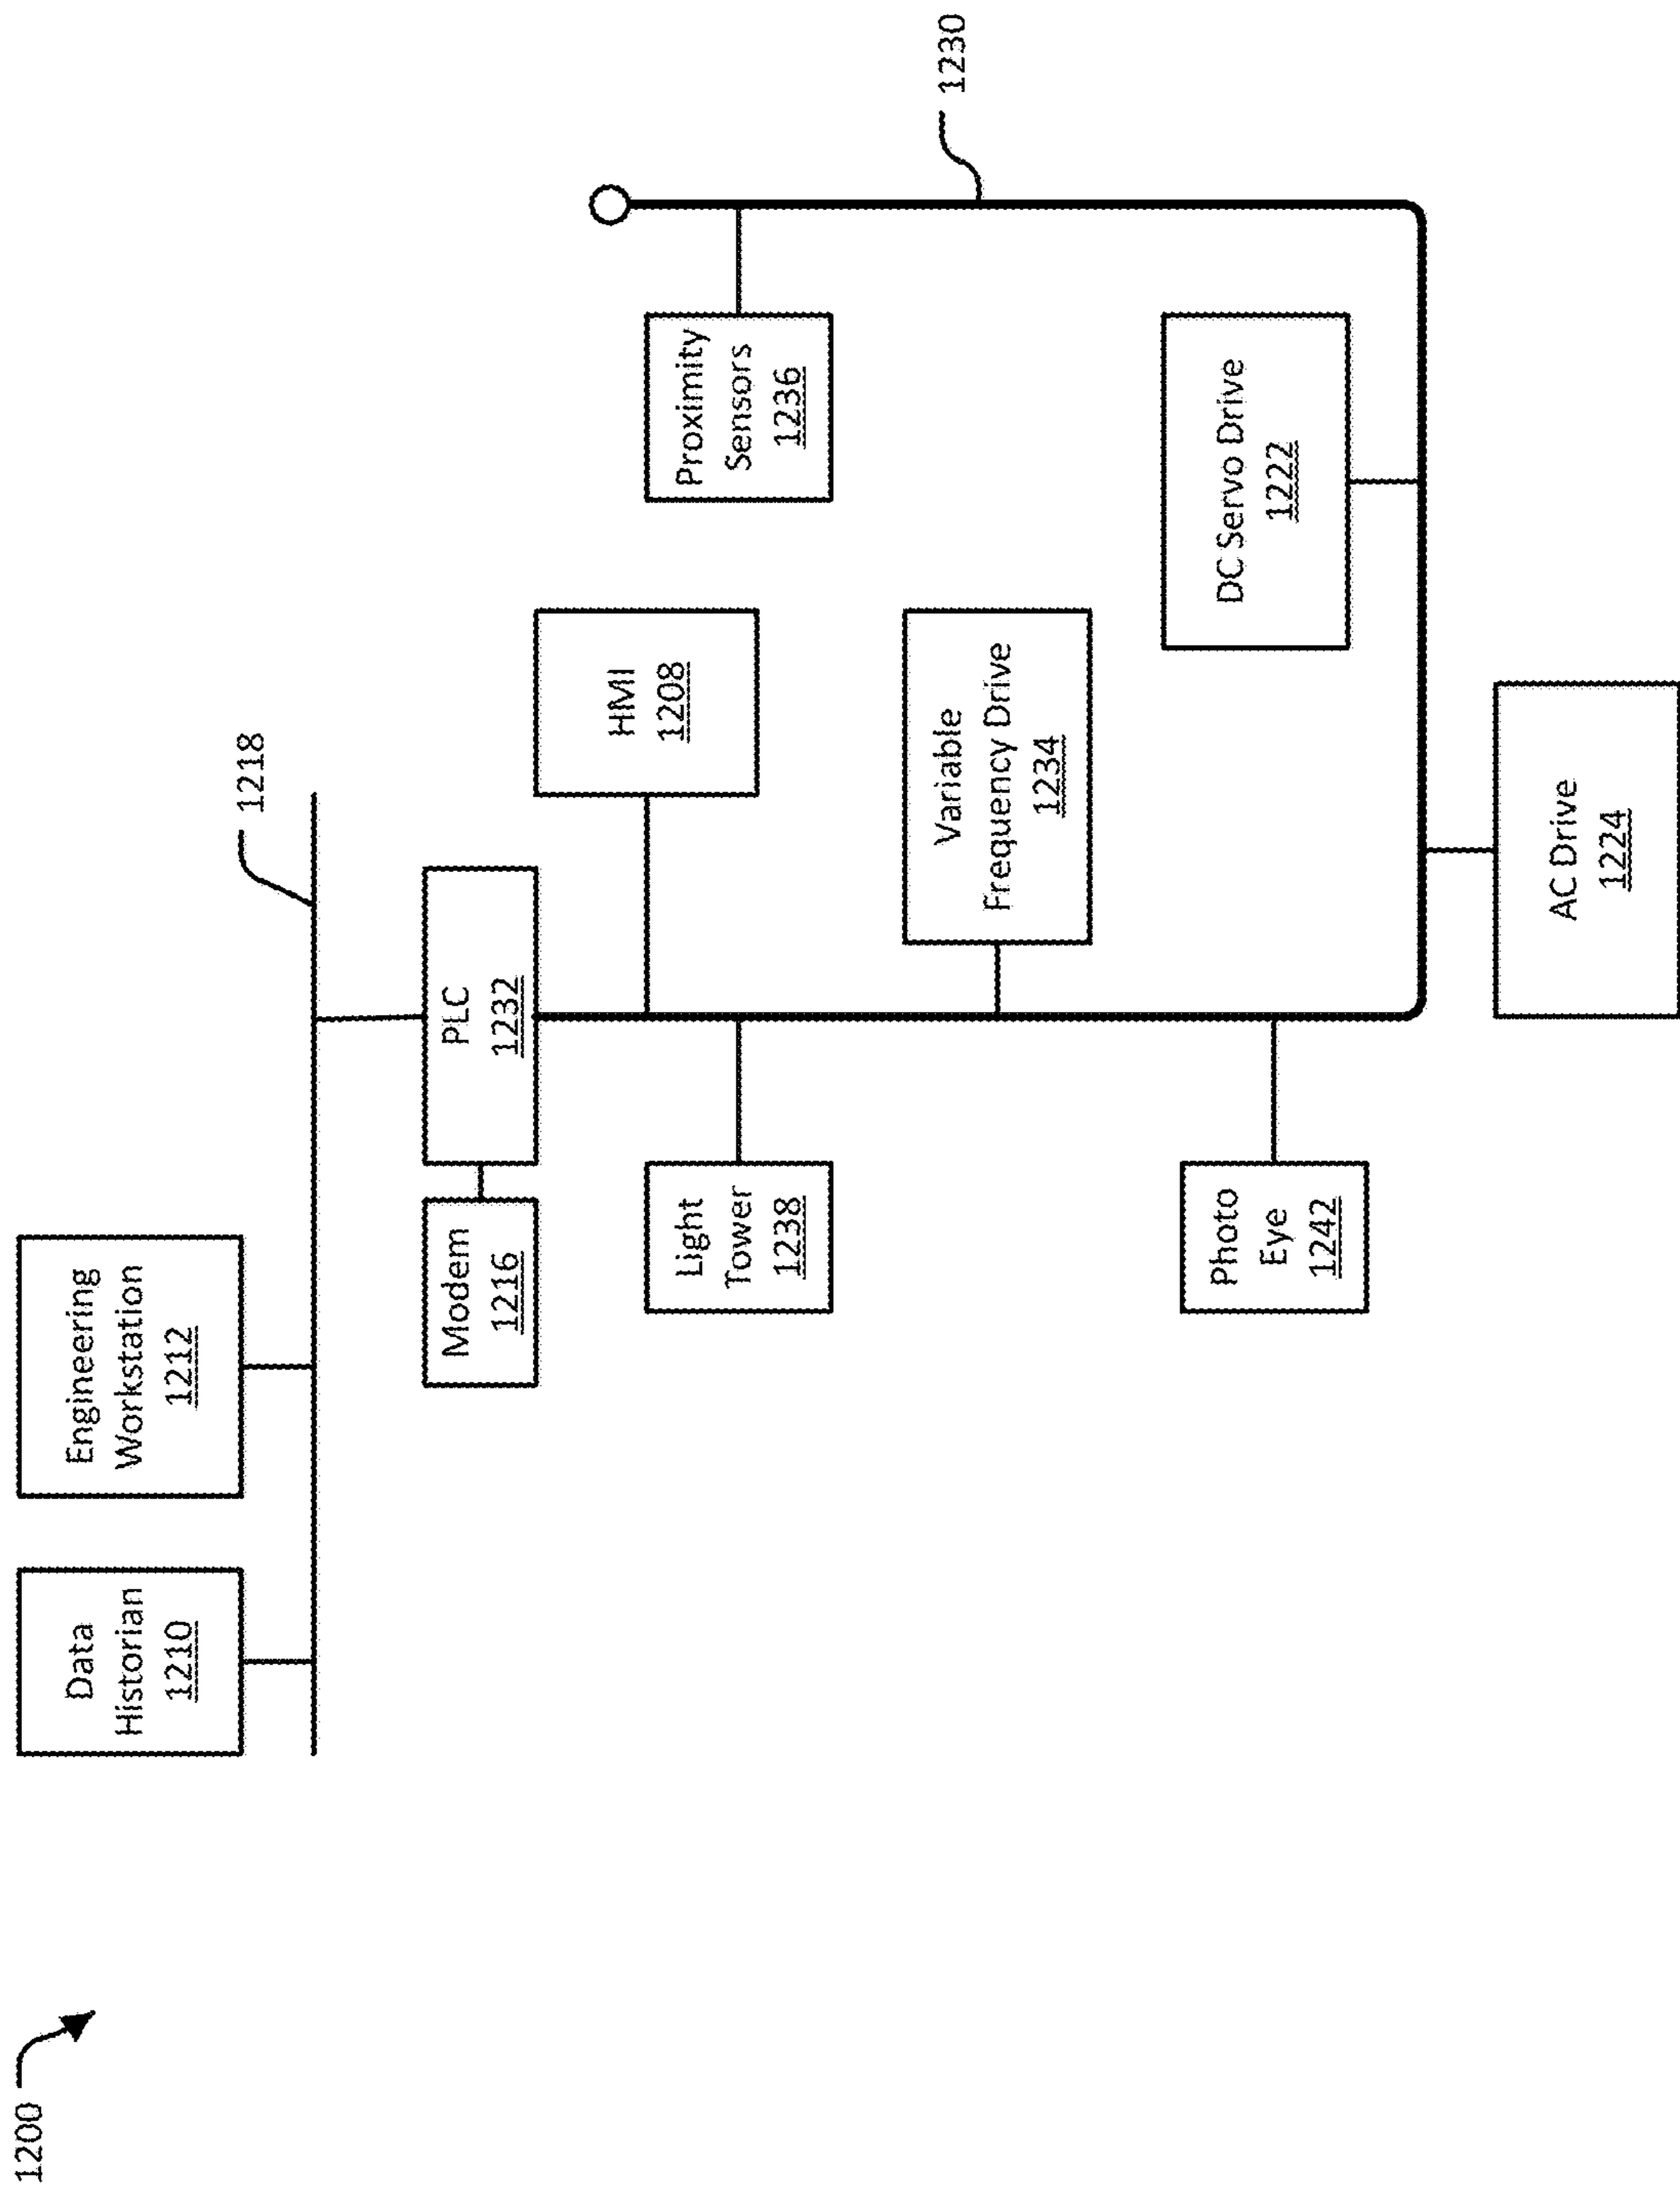 1200
Data
Historian
1210
Engineering
Workstation
1212
1218
Modem
1216
PLC
1232
Light
Tower
1238
HMI
1208
Proximity
Sensors
1236
Variable
Frequency Drive
1234
1230
Photo
Eye
1242
DC Servo Drive
1222
AC Drive
1224